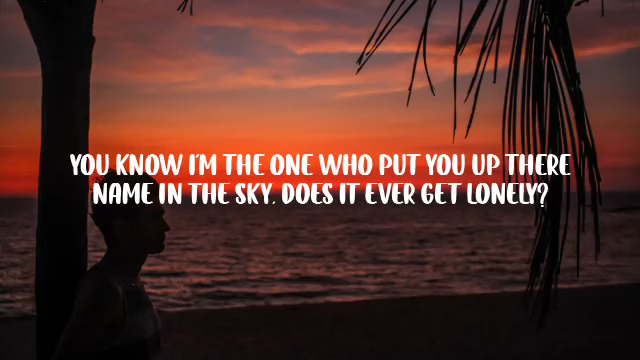 YOU KNOW I'M THE ONE WHO PUT YOU UP THERE
NAME IN THE SKY, DOES IT EVER GET LONELY?